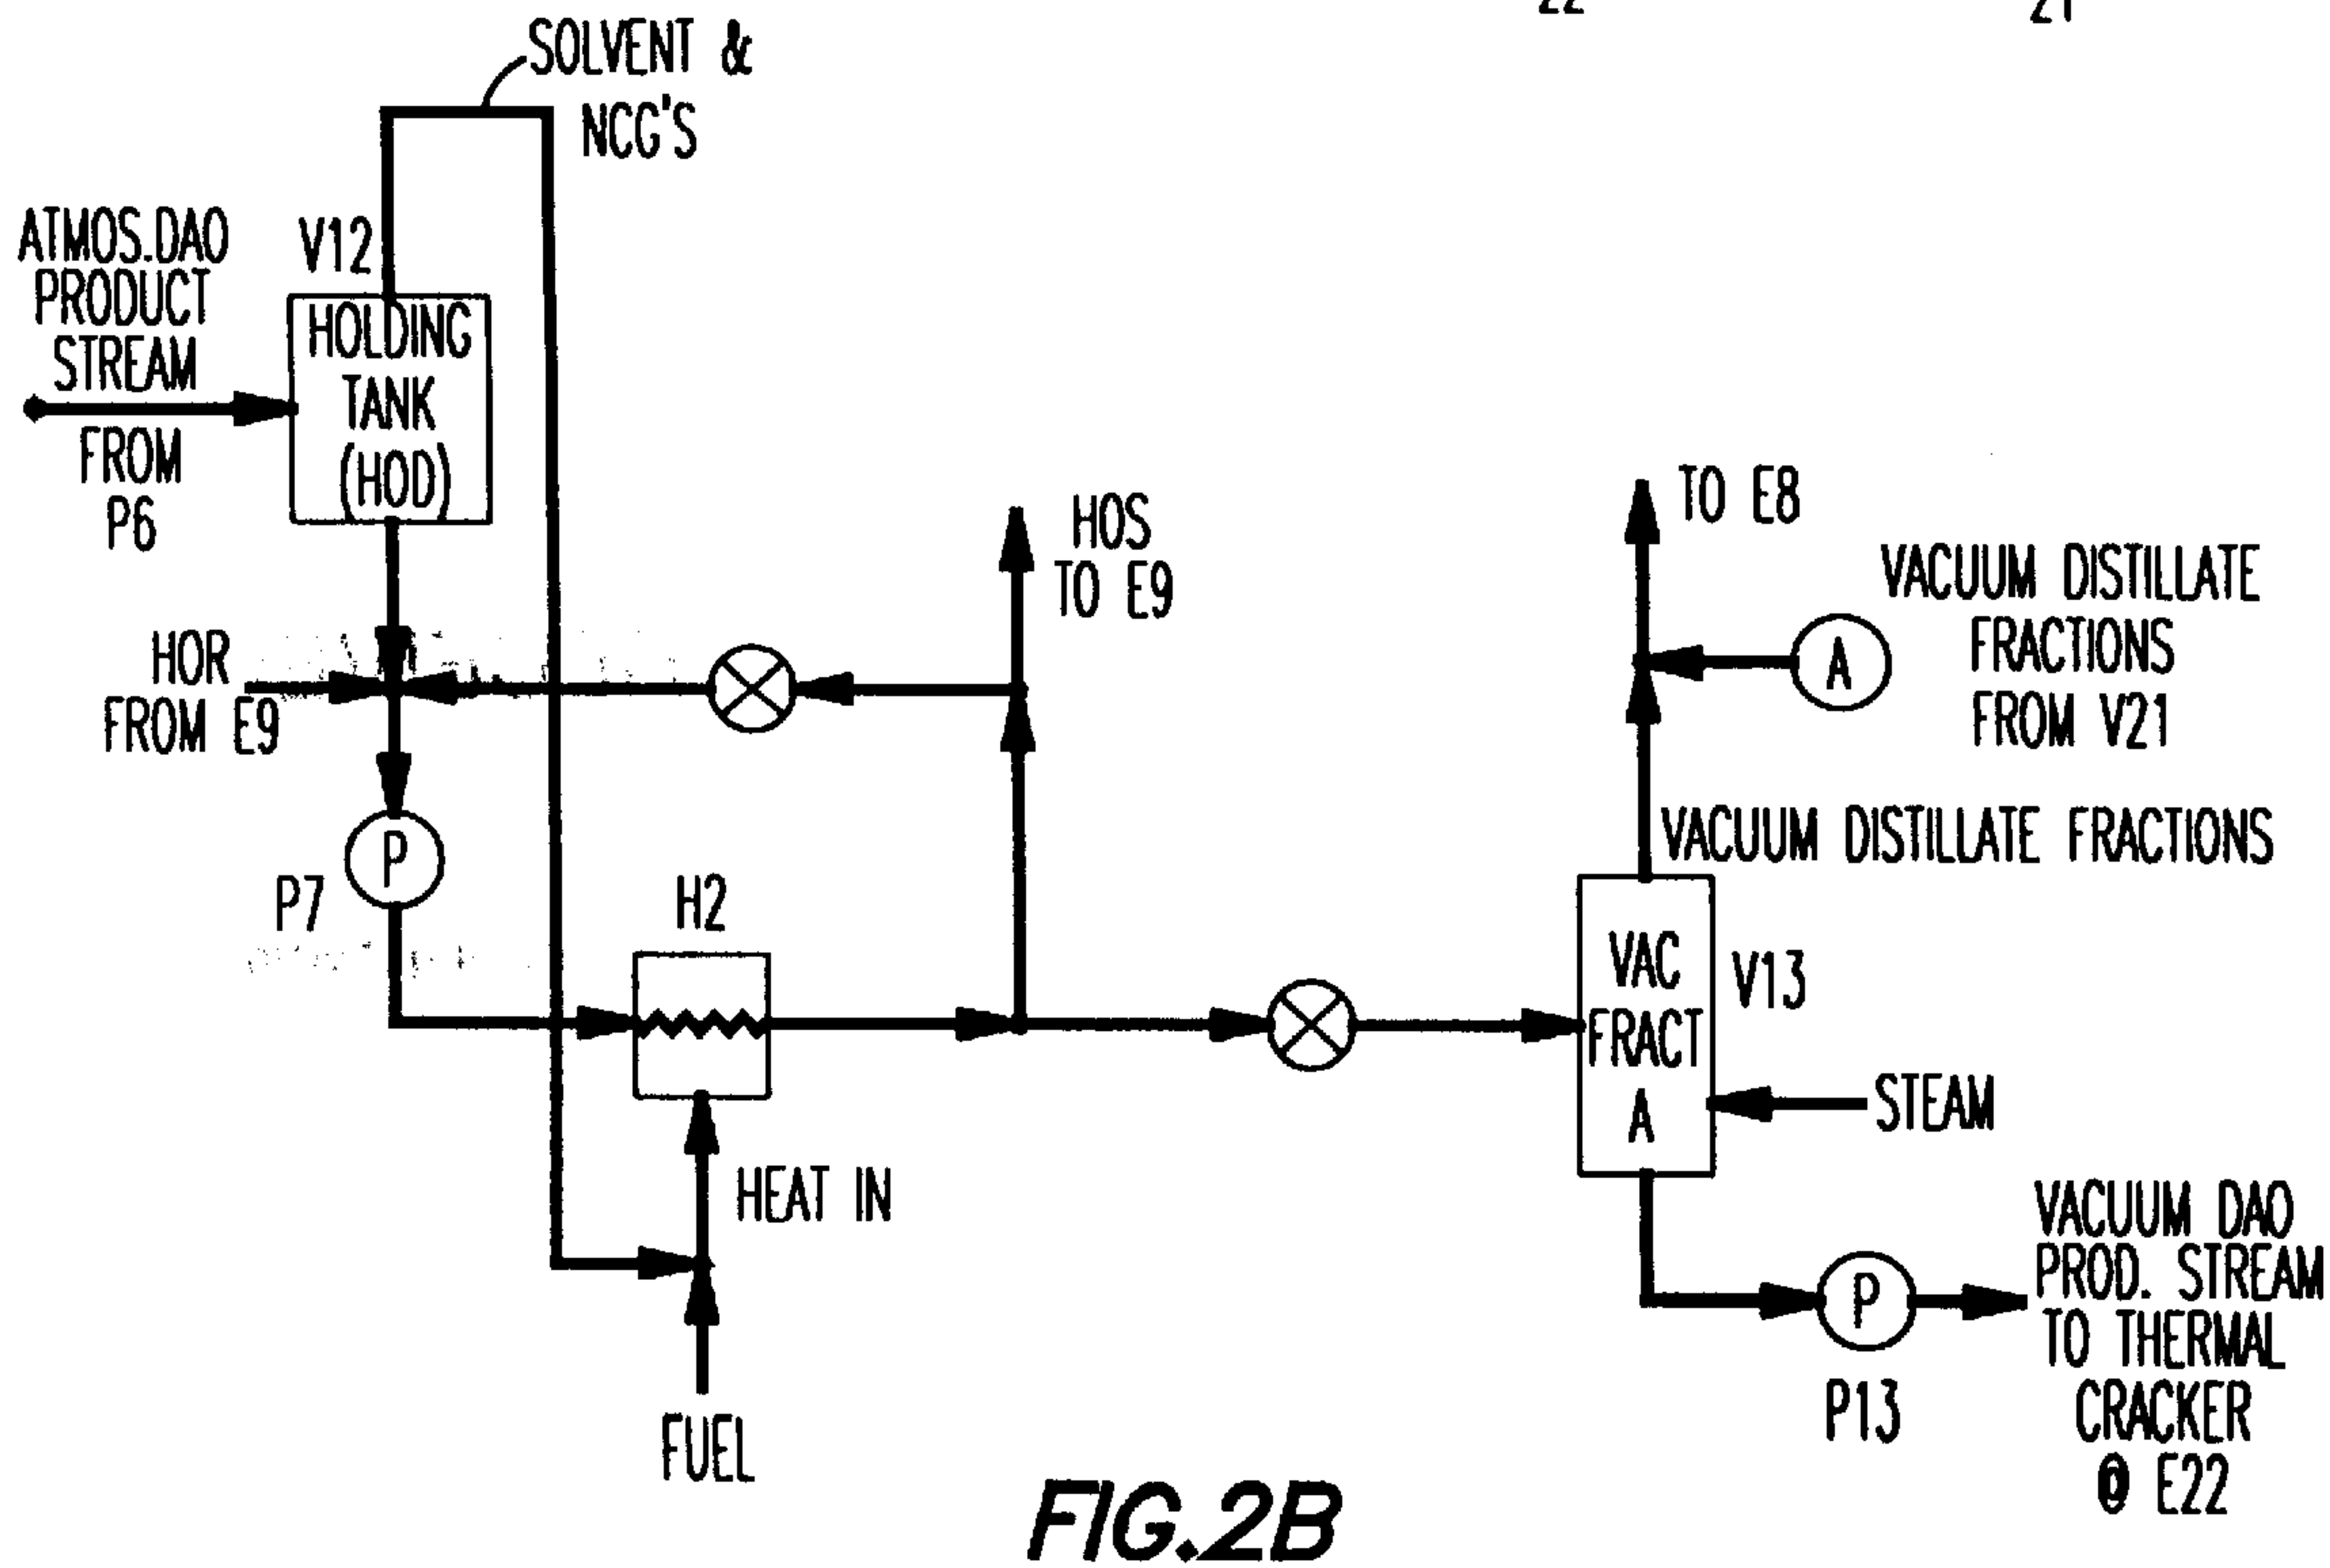 22
21
SOLVENT &
NCG'S
ATMOS.DAO
PRODUCT
STREAM
FROM
P6
V12
HOLDING
TANK
(HOD)
HOR
FROM E9
HOS
TO E9
TO E8
VACUUM DISTILLATE
FRACTIONS
FROM V21
A
VACUUM DISTILLATE FRACTIONS
P
P7
H2
HEAT IN
FUEL
VAC
FRACT
A
V13
STEAM
P
P13
VACUUM DAO
PROD. STREAM
TO THERMAL
CRACKER
@ E22
FIG.2B